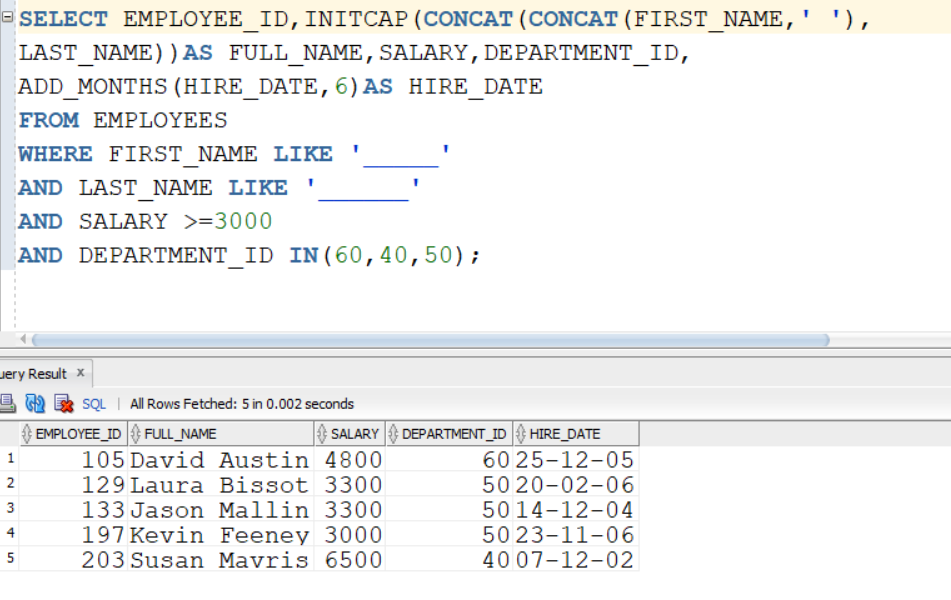 SELECT EMPLOYEE_ID,INITCAP(CONCAT(CONCAT(FIRST_NAME,' '),
LAST_NAME))AS FULL_NAME,SALARY,DEPARTMENT_ID,
ADD_MONTHS(HIRE_DATE,6)AS HIRE_DATE
FROM EMPLOYEES
WHERE FIRST_NAME LIKE '_____'
AND LAST_NAME LIKE '______'
AND SALARY >=3000
AND DEPARTMENT_ID IN(60,40,50);
uery Result x
SQL | All Rows Fetched: 5 in 0.002 seconds
EMPLOYEE_ID FULL_NAME SALARY DEPARTMENT_ID HIRE_DATE
1 105 David Austin 4800 60 25-12-05
2 129 Laura Bissot 3300 50 20-02-06
3 133 Jason Mallin 3300 50 14-12-04
4 197 Kevin Feeney 3000 50 23-11-06
5 203 Susan Mavris 6500 40 07-12-02